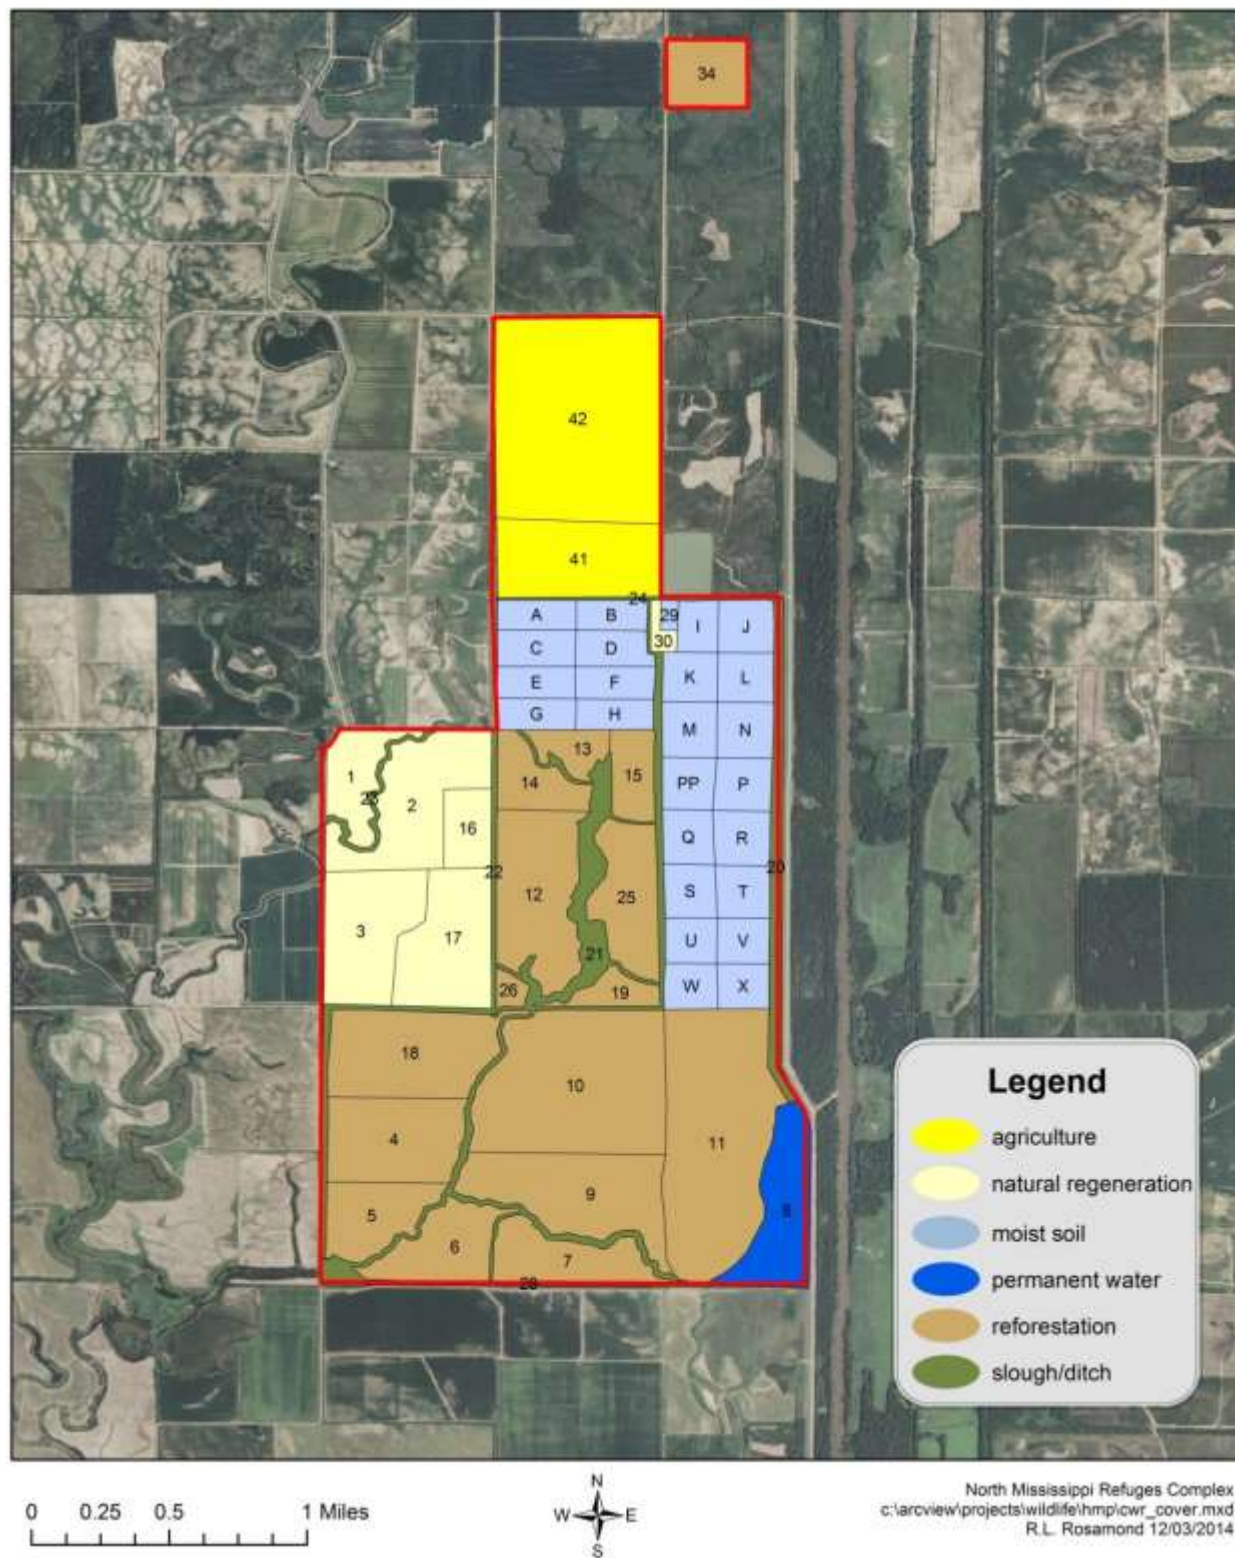 34
42
41
24
A B 29 I J
C D 30
E F K L
G H M N
13
1 14 15 PP P
23 2 16 Q R
22 20
12 25 S T
3 17 U V
21
26 19 W X
18
10
4 11
9
5 8
6 7
28
Legend
agriculture
natural regeneration
moist soil
permanent water
reforestation
slough/ditch
0 0.25 0.5 1 Miles
N
W E
S
North Mississippi Refuges Complex
c:\arcview\projects\wildlife\hmp\cwr_cover.mxd
R.L. Rosamond 12/03/2014